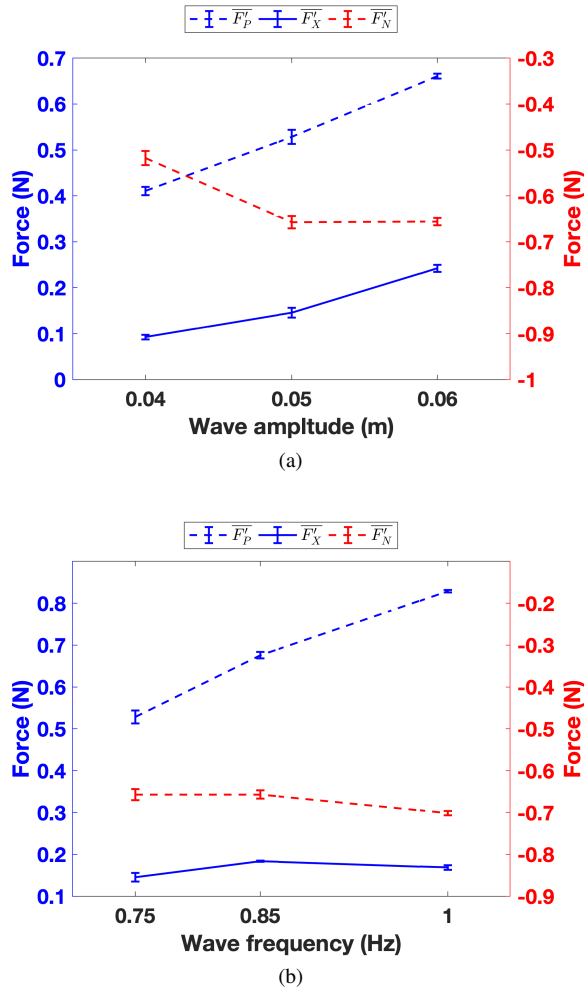 F'_P F'_X F'_N
0.7 -0.3
0.6 -0.4
0.5 -0.5
0.4 -0.6
0.3 -0.7
0.2 -0.8
0.1 -0.9
0 -1
Force (N) Force (N)
0.04 0.05 0.06
Wave ampltude (m)
(a)
F'_P F'_X F'_N
0.8 -0.2
0.7 -0.3
0.6 -0.4
0.5 -0.5
0.4 -0.6
0.3 -0.7
0.2 -0.8
0.1 -0.9
Force (N) Force (N)
0.75 0.85 1
Wave frequency (Hz)
(b)